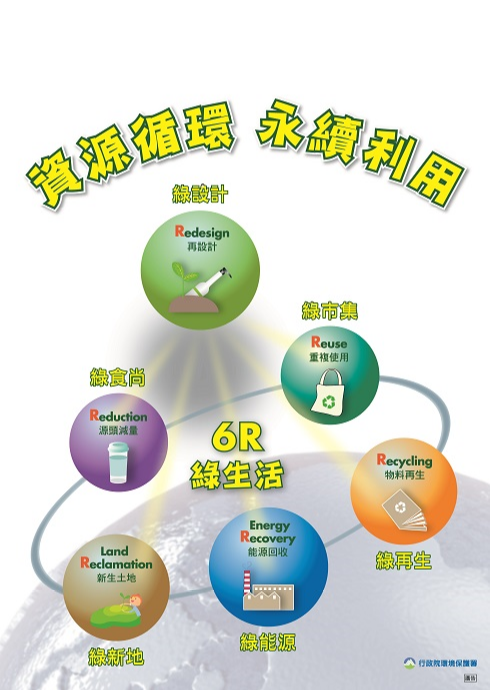 資源循環 永續利用
綠設計
Redesign
再設計
綠市集
Reuse
重複使用
綠食尚
Reduction
源頭減量
6R
綠生活
Recycling
物料再生
綠再生
Energy
Recovery
能源回收
綠能源
Land
Reclamation
新生土地
綠新地
行政院環境保護署
廣告